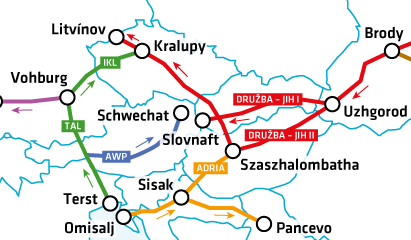 Litvínov
Brody
Kralupy
IKL
Vohburg
DRUŽBA – JIH I
Schwechat
Uzhgorod
TAL
DRUŽBA – JIH II
Slovnaft
AWP
Szaszhalombatha
ADRIA
Sisak
Terst
Omisalj
Pancevo